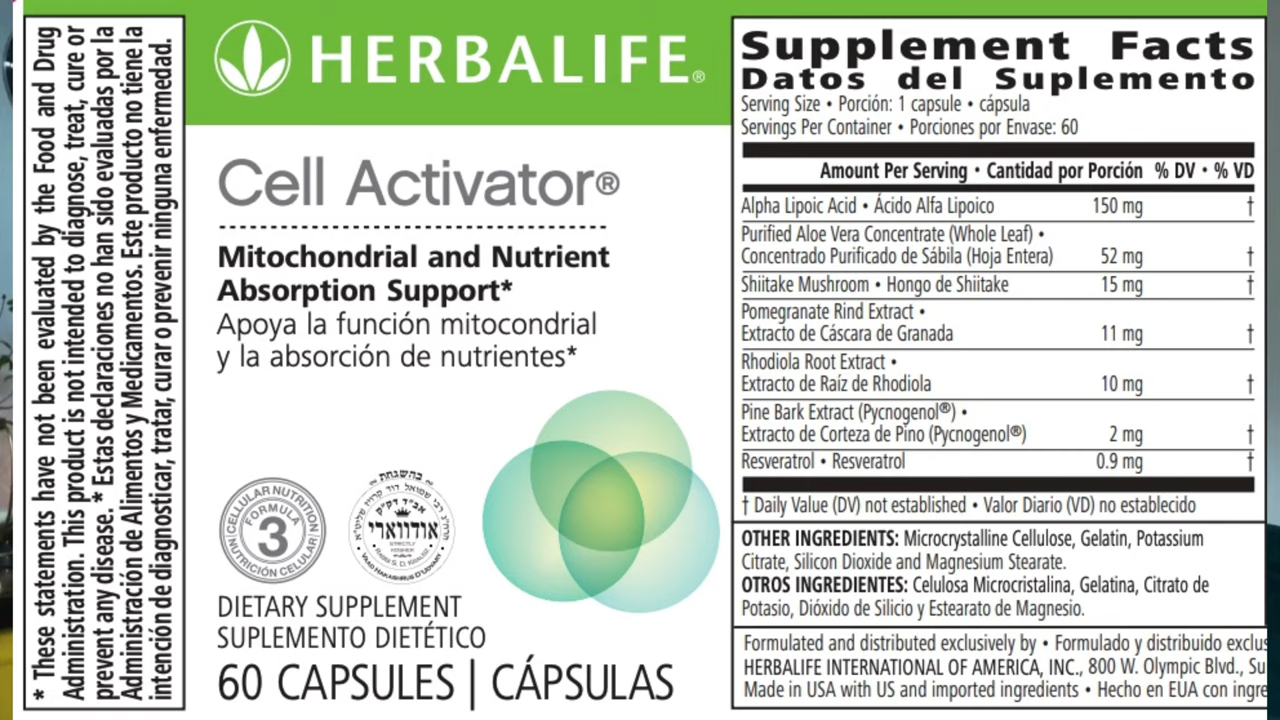 * These statements have not been evaluated by the Food and Drug
Administration. This product is not intended to diagnose, treat, cure or
prevent any disease. * Estas declaraciones no han sido evaluadas por la
Administración de Alimentos y Medicamentos. Este producto no tiene la
intención de diagnosticar, tratar, curar o prevenir ninguna enfermedad.
HERBALIFE®
Cell Activator®
Mitochondrial and Nutrient
Absorption Support*
Apoya la función mitocondrial
y la absorción de nutrientes*
CELLULAR NUTRITION
FORMULA
3
NUTRICIÓN CELULAR
~ בהשגחת ~
אב"ד דק"ק
אודווארי
STRICTLY
KOSHER
• VAAD HAKASHRUS D'UDVARY •
DIETARY SUPPLEMENT
SUPLEMENTO DIETÉTICO
60 CAPSULES | CÁPSULAS
Supplement Facts
Datos del Suplemento
Serving Size • Porción: 1 capsule • cápsula
Servings Per Container • Porciones por Envase: 60
Amount Per Serving • Cantidad por Porción % DV • % VD
Alpha Lipoic Acid • Ácido Alfa Lipoico 150 mg †
Purified Aloe Vera Concentrate (Whole Leaf) •
Concentrado Purificado de Sábila (Hoja Entera) 52 mg †
Shiitake Mushroom • Hongo de Shiitake 15 mg †
Pomegranate Rind Extract •
Extracto de Cáscara de Granada 11 mg †
Rhodiola Root Extract •
Extracto de Raíz de Rhodiola 10 mg †
Pine Bark Extract (Pycnogenol®) •
Extracto de Corteza de Pino (Pycnogenol®) 2 mg †
Resveratrol • Resveratrol 0.9 mg †
† Daily Value (DV) not established • Valor Diario (VD) no establecido
OTHER INGREDIENTS: Microcrystalline Cellulose, Gelatin, Potassium
Citrate, Silicon Dioxide and Magnesium Stearate.
OTROS INGREDIENTES: Celulosa Microcristalina, Gelatina, Citrato de
Potasio, Dióxido de Silicio y Estearato de Magnesio.
Formulated and distributed exclusively by • Formulado y distribuido exclus
HERBALIFE INTERNATIONAL OF AMERICA, INC., 800 W. Olympic Blvd., Su
Made in USA with US and imported ingredients • Hecho en EUA con ingre